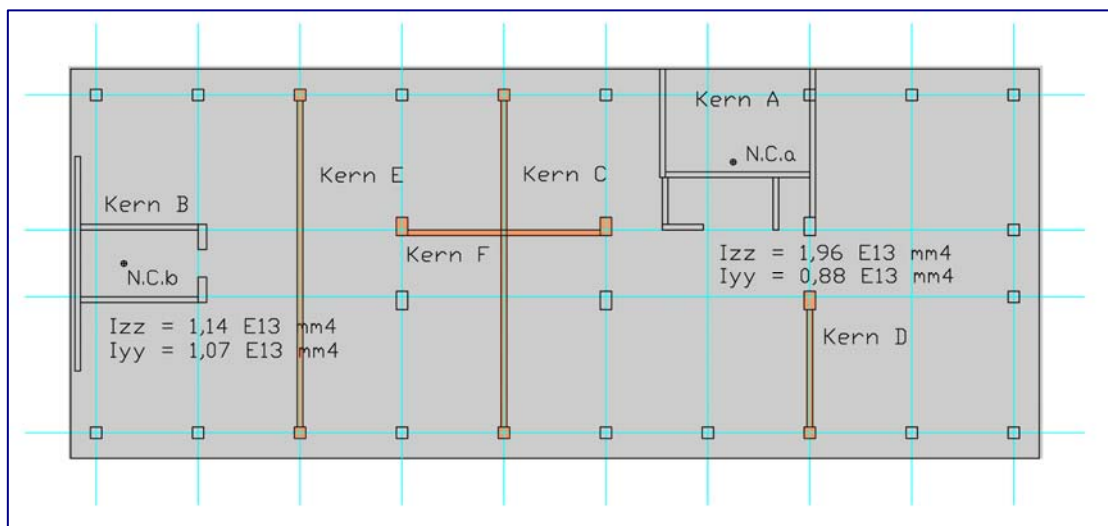 Kern A
N.C.a
Kern E
Kern C
Kern B
Kern F
Izz = 1,96 E13 mm4
Iyy = 0,88 E13 mm4
N.C.b
Izz = 1,14 E13 mm4
Iyy = 1,07 E13 mm4
Kern D